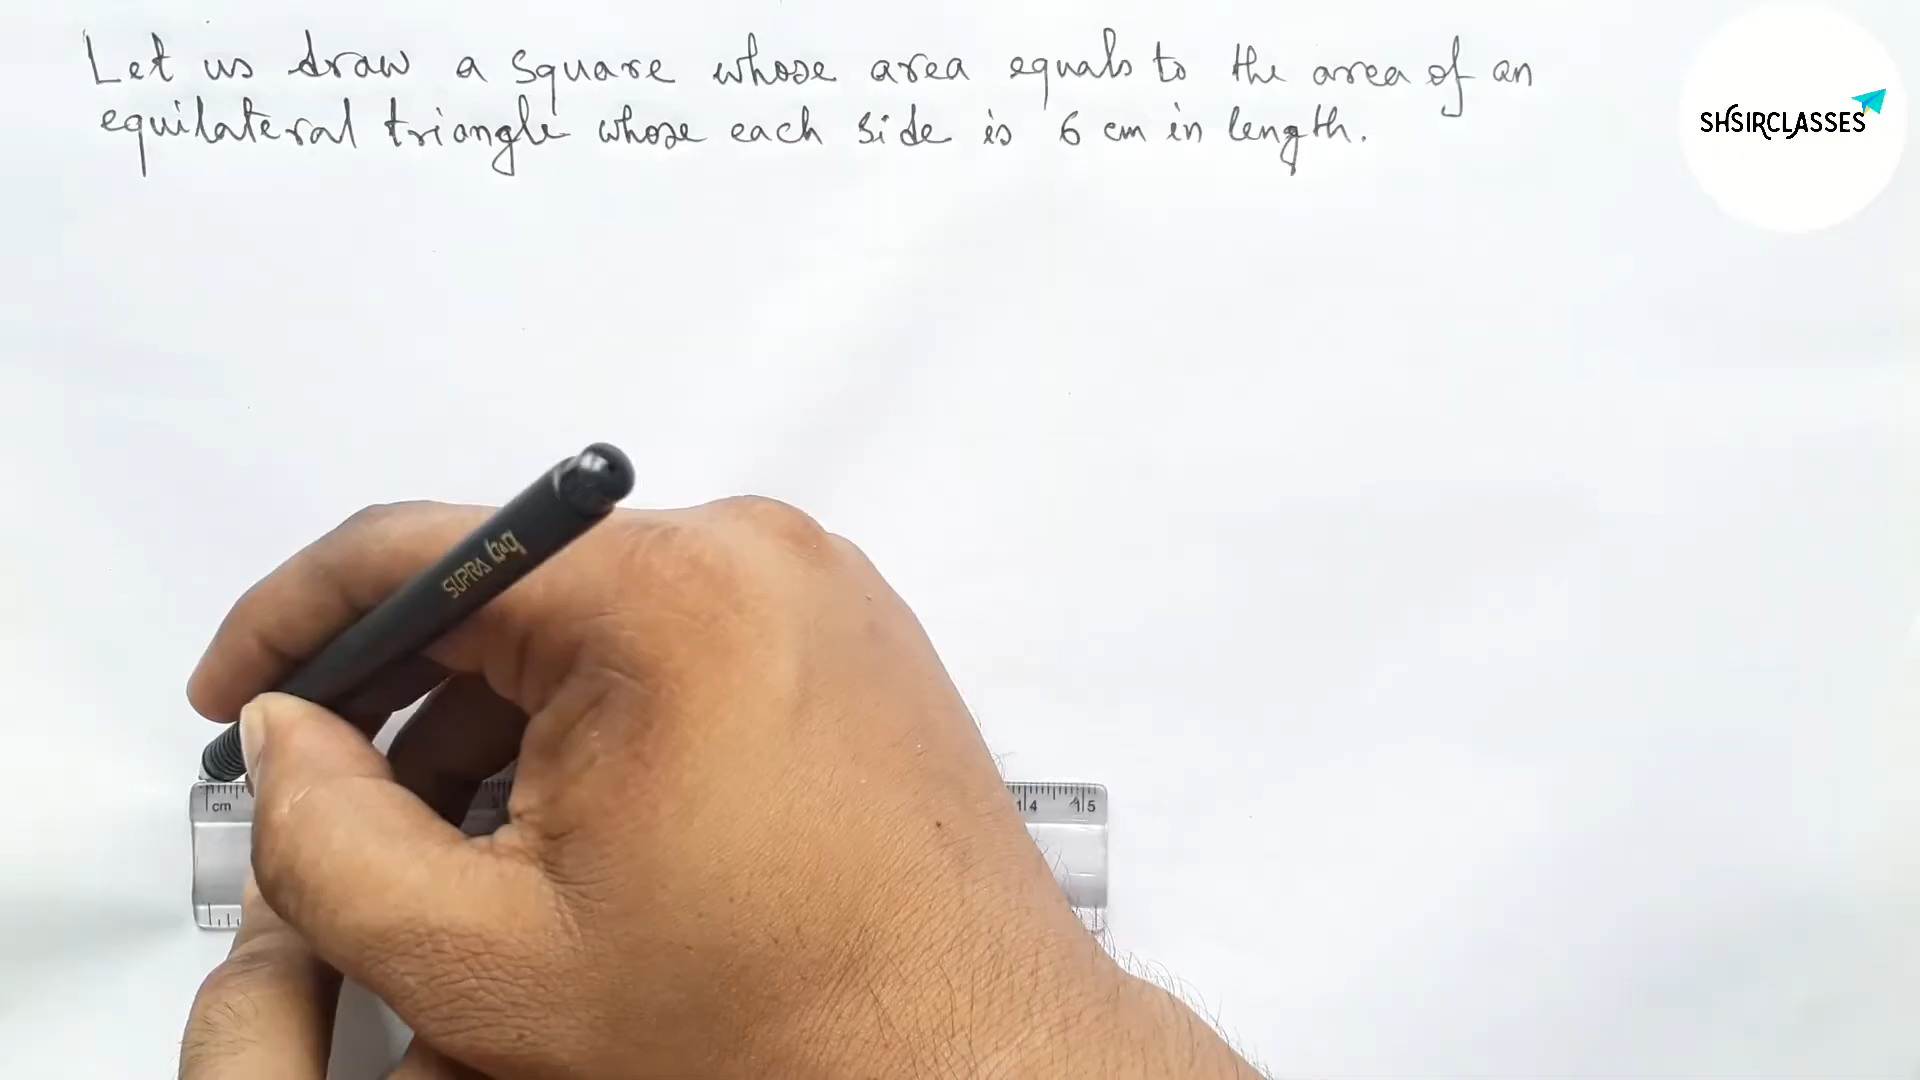 Let us draw a square whose area equals to the area of an
equilateral triangle whose each side is 6 cm in length.
SHSIRCLASSES
SUPRA
cm
14 15